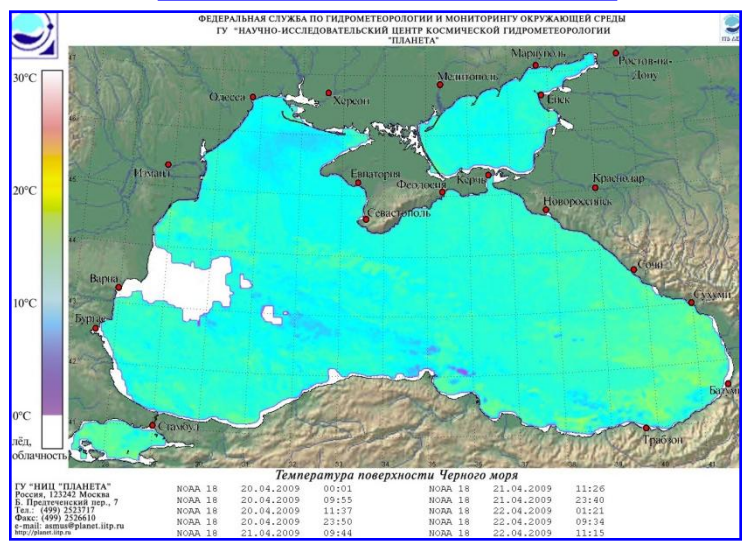 ФЕДЕРАЛЬНАЯ СЛУЖБА ПО ГИДРОМЕТЕОРОЛОГИИ И МОНИТОРИНГУ ОКРУЖАЮЩЕЙ СРЕДЫ
ГУ "НАУЧНО-ИССЛЕДОВАТЕЛЬСКИЙ ЦЕНТР КОСМИЧЕСКОЙ ГИДРОМЕТЕОРОЛОГИИ
"ПЛАНЕТА"
30°C
20°C
10°C
0°C
лёд,
облачность
Мариуполь
Ростов-на-
Дону
Мелитополь
Одесса
Херсон
Ейск
Измаил
Евпатория
Феодосия
Керчь
Краснодар
Новороссийск
Севастополь
Сочи
Варна
Сухуми
Бургас
Батуми
Стамбул
Трабзон
46
45
44
43
42
41
Температура поверхности Черного моря
ГУ "НИЦ "ПЛАНЕТА"
Россия, 123242 Москва
Б. Предтеченский пер., 7
Тел.: (499) 2523717
Факс: (499) 2526610
e-mail: asmus@planet.iitp.ru
http://planet.iitp.ru
NOAA 18 20.04.2009 00:01 NOAA 18 21.04.2009 11:26
NOAA 18 20.04.2009 09:55 NOAA 18 21.04.2009 23:40
NOAA 18 20.04.2009 11:37 NOAA 18 22.04.2009 01:21
NOAA 18 20.04.2009 23:50 NOAA 18 22.04.2009 09:34
NOAA 18 21.04.2009 09:44 NOAA 18 22.04.2009 11:15